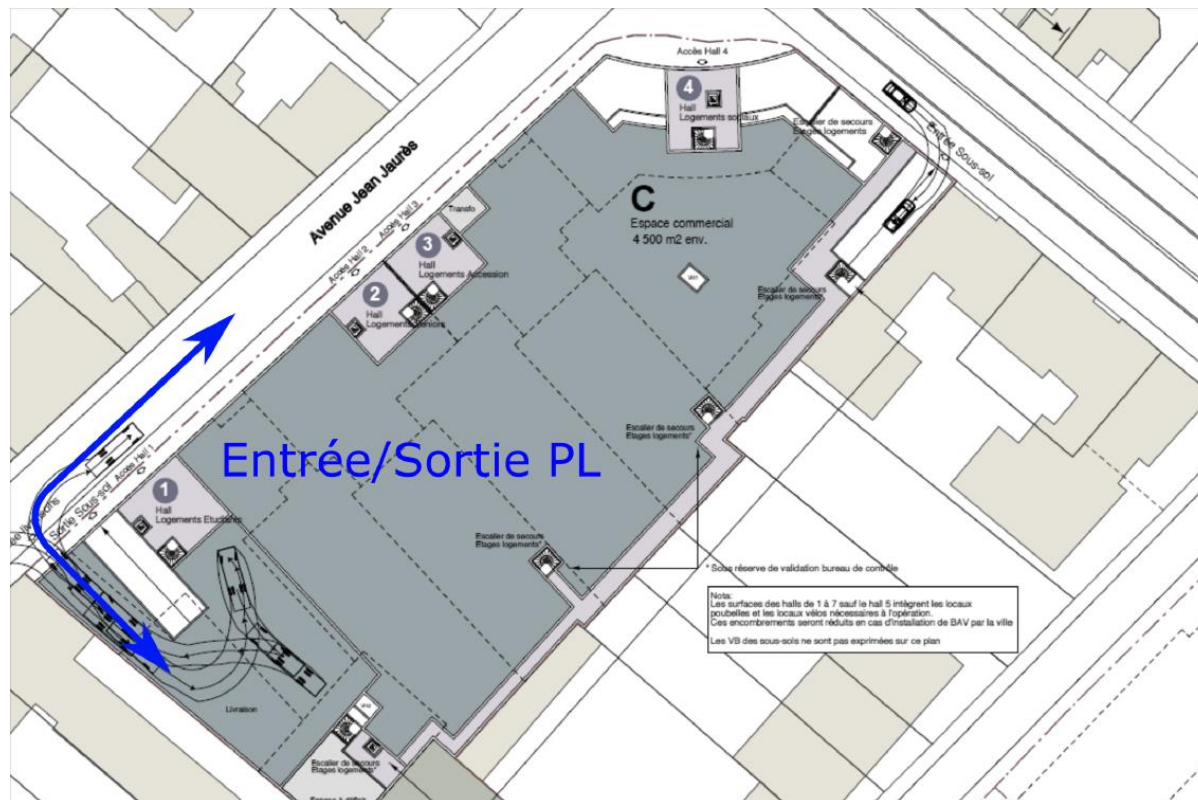 Accès Hall 4
4
Hall
Logements sociaux
Escalier de secours
Etages logements
Entrée Sous-sol
Avenue Jean Jaurès
C
Espace commercial
4 500 m2 env.
Transfo
Accès Hall 3
Accès Hall 2
3
Hall
Logements Accession
2
Hall
Logements Seniors
Escalier de secours
Etages logements*
Escalier de secours
Etages logements*
Entrée/Sortie PL
Accès Hall 1
Sortie Sous-sol
1
Hall
Logements Etudiants
Escalier de secours
Etages logements*
* Sous réserve de validation bureau de contrôle
Nota:
Les surfaces des halls de 1 à 7 sauf le hall 5 intègrent les locaux
poubelles et les locaux vélos nécessaires à l'opération.
Ces encombrements seront réduits en cas d'installation de BAV par la ville
Les VB des sous-sols ne sont pas exprimées sur ce plan
Livraison
Escalier de secours
Etages logements*